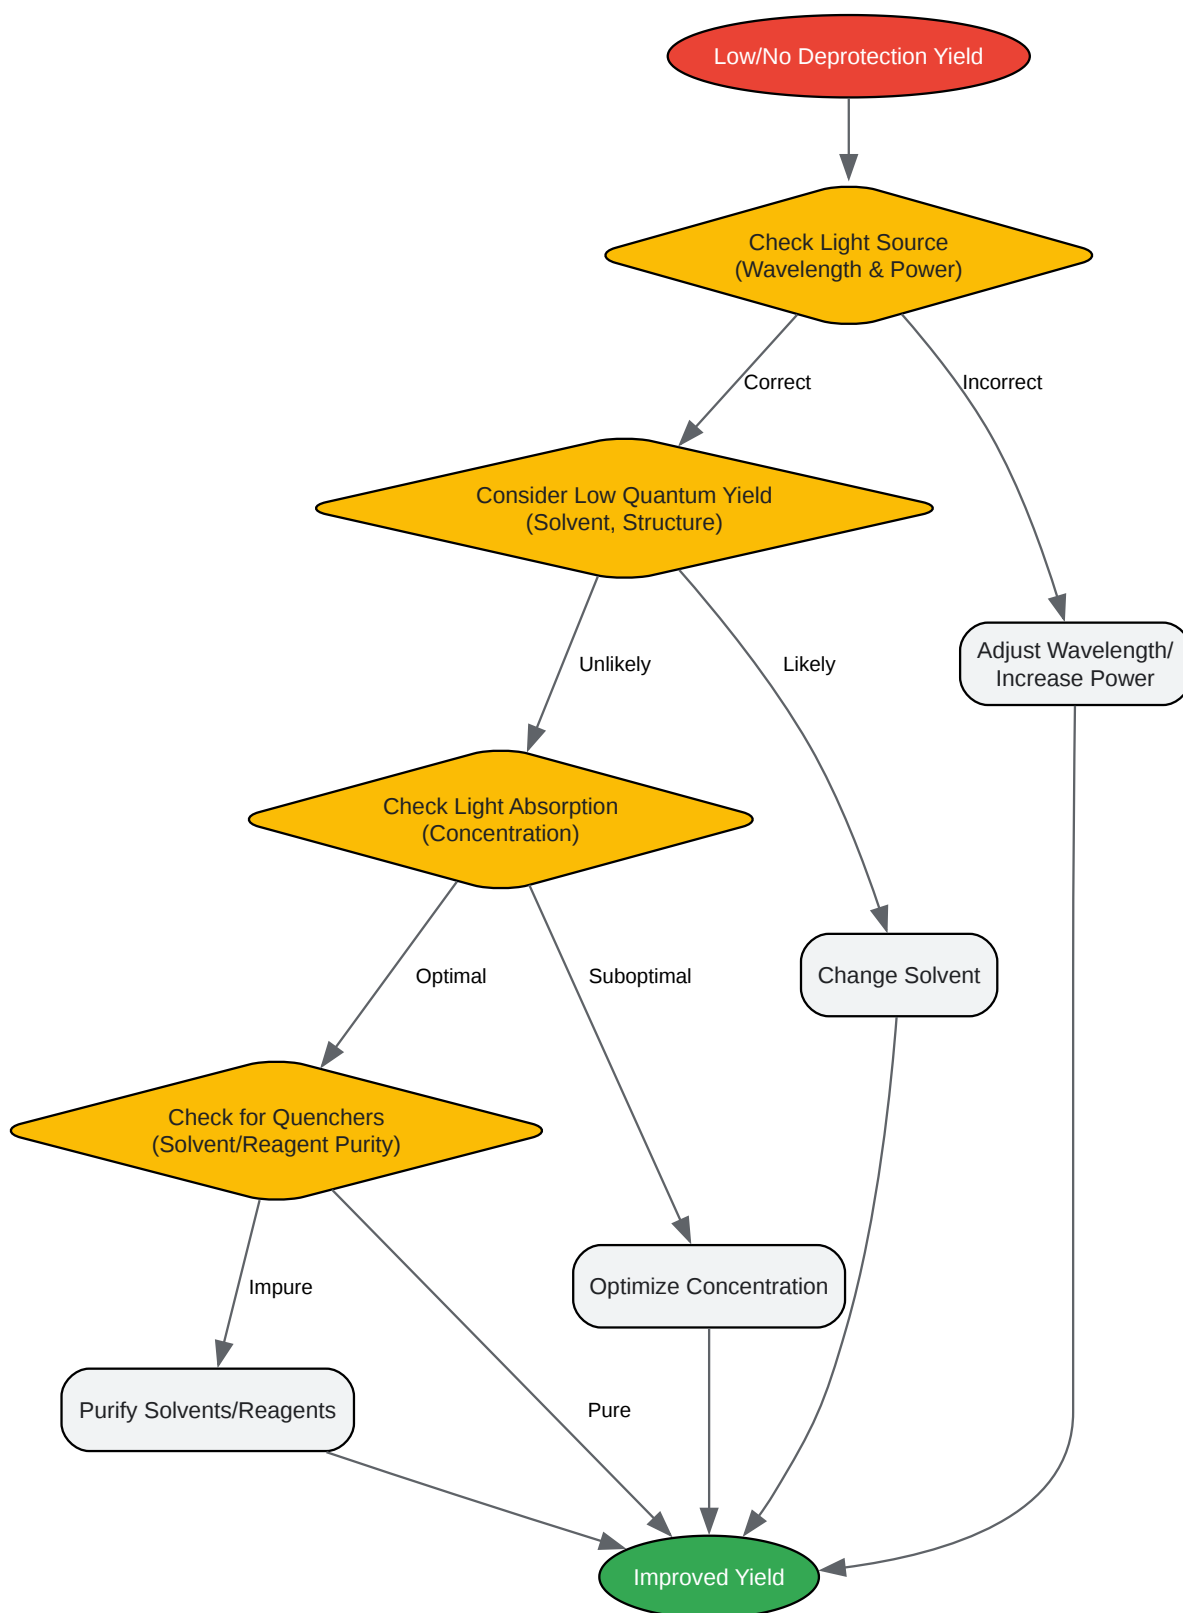 Low/No Deprotection Yield
Check Light Source
(Wavelength & Power)
Correct
Incorrect
Consider Low Quantum Yield
(Solvent, Structure)
Unlikely
Likely
Adjust Wavelength/
Increase Power
Check Light Absorption
(Concentration)
Optimal
Suboptimal
Change Solvent
Check for Quenchers
(Solvent/Reagent Purity)
Impure
Optimize Concentration
Purify Solvents/Reagents
Pure
Improved Yield